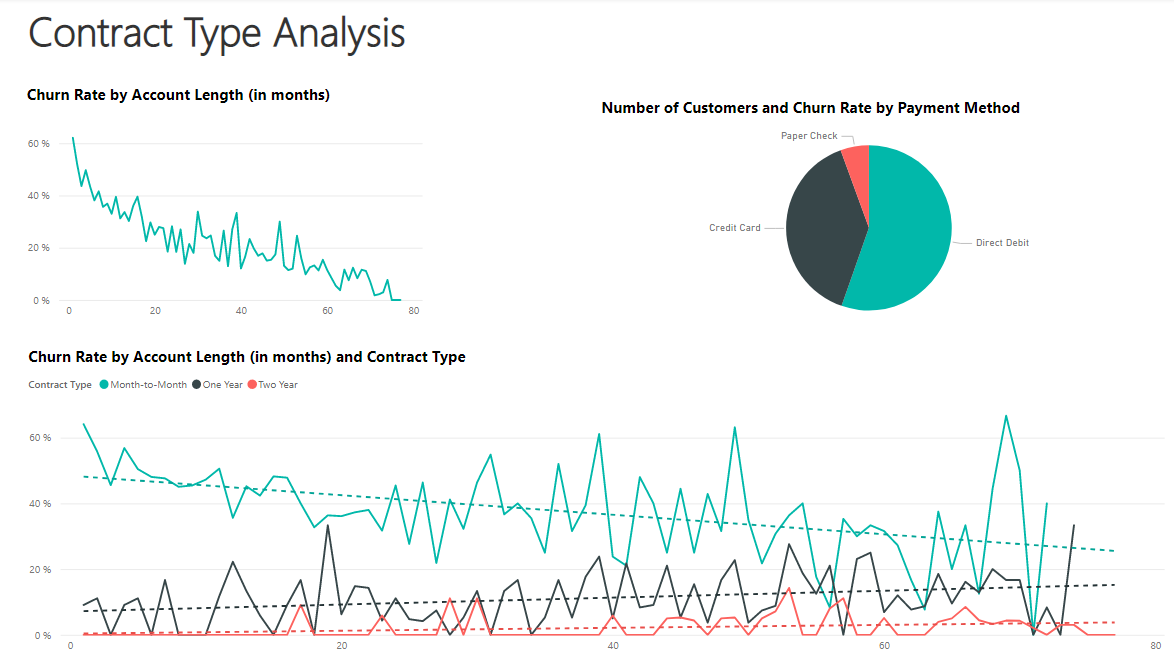 Contract Type Analysis
Churn Rate by Account Length (in months)
60 %
40 %
20 %
0 %
0 20 40 60 80
Number of Customers and Churn Rate by Payment Method
Paper Check
Credit Card
Direct Debit
Churn Rate by Account Length (in months) and Contract Type
Contract Type Month-to-Month One Year Two Year
60 %
40 %
20 %
0 %
0 20 40 60 80